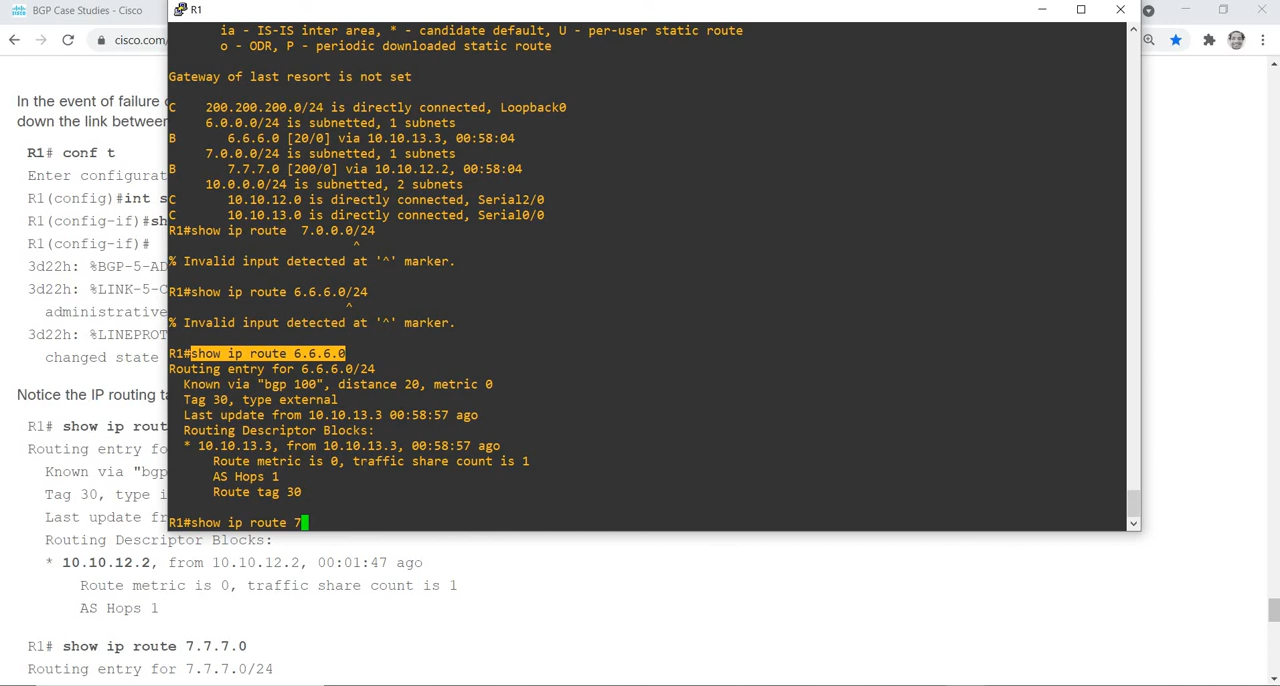 BGP Case Studies - Cisco
cisco.com/
R1
ia - IS-IS inter area, * - candidate default, U - per-user static route
o - ODR, P - periodic downloaded static route
Gateway of last resort is not set
C    200.200.200.0/24 is directly connected, Loopback0
6.0.0.0/24 is subnetted, 1 subnets
B       6.6.6.0 [20/0] via 10.10.13.3, 00:58:04
7.0.0.0/24 is subnetted, 1 subnets
B       7.7.7.0 [200/0] via 10.10.12.2, 00:58:04
10.0.0.0/24 is subnetted, 2 subnets
C       10.10.12.0 is directly connected, Serial2/0
C       10.10.13.0 is directly connected, Serial0/0
R1#show ip route  7.0.0.0/24
^
% Invalid input detected at '^' marker.
R1#show ip route 6.6.6.0/24
^
% Invalid input detected at '^' marker.
R1#show ip route 6.6.6.0
Routing entry for 6.6.6.0/24
Known via "bgp 100", distance 20, metric 0
Tag 30, type external
Last update from 10.10.13.3 00:58:57 ago
Routing Descriptor Blocks:
* 10.10.13.3, from 10.10.13.3, 00:58:57 ago
Route metric is 0, traffic share count is 1
AS Hops 1
Route tag 30
R1#show ip route 7
In the event of failure
down the link between
R1# conf t
Enter configurat
R1(config)#int s
R1(config-if)#sh
R1(config-if)#
3d22h: %BGP-5-AD
3d22h: %LINK-5-C
administrative
3d22h: %LINEPROT
changed state
Notice the IP routing ta
R1# show ip rout
Routing entry fo
Known via "bgp
Tag 30, type i
Last update fr
Routing Descriptor Blocks:
* 10.10.12.2, from 10.10.12.2, 00:01:47 ago
Route metric is 0, traffic share count is 1
AS Hops 1
R1# show ip route 7.7.7.0
Routing entry for 7.7.7.0/24